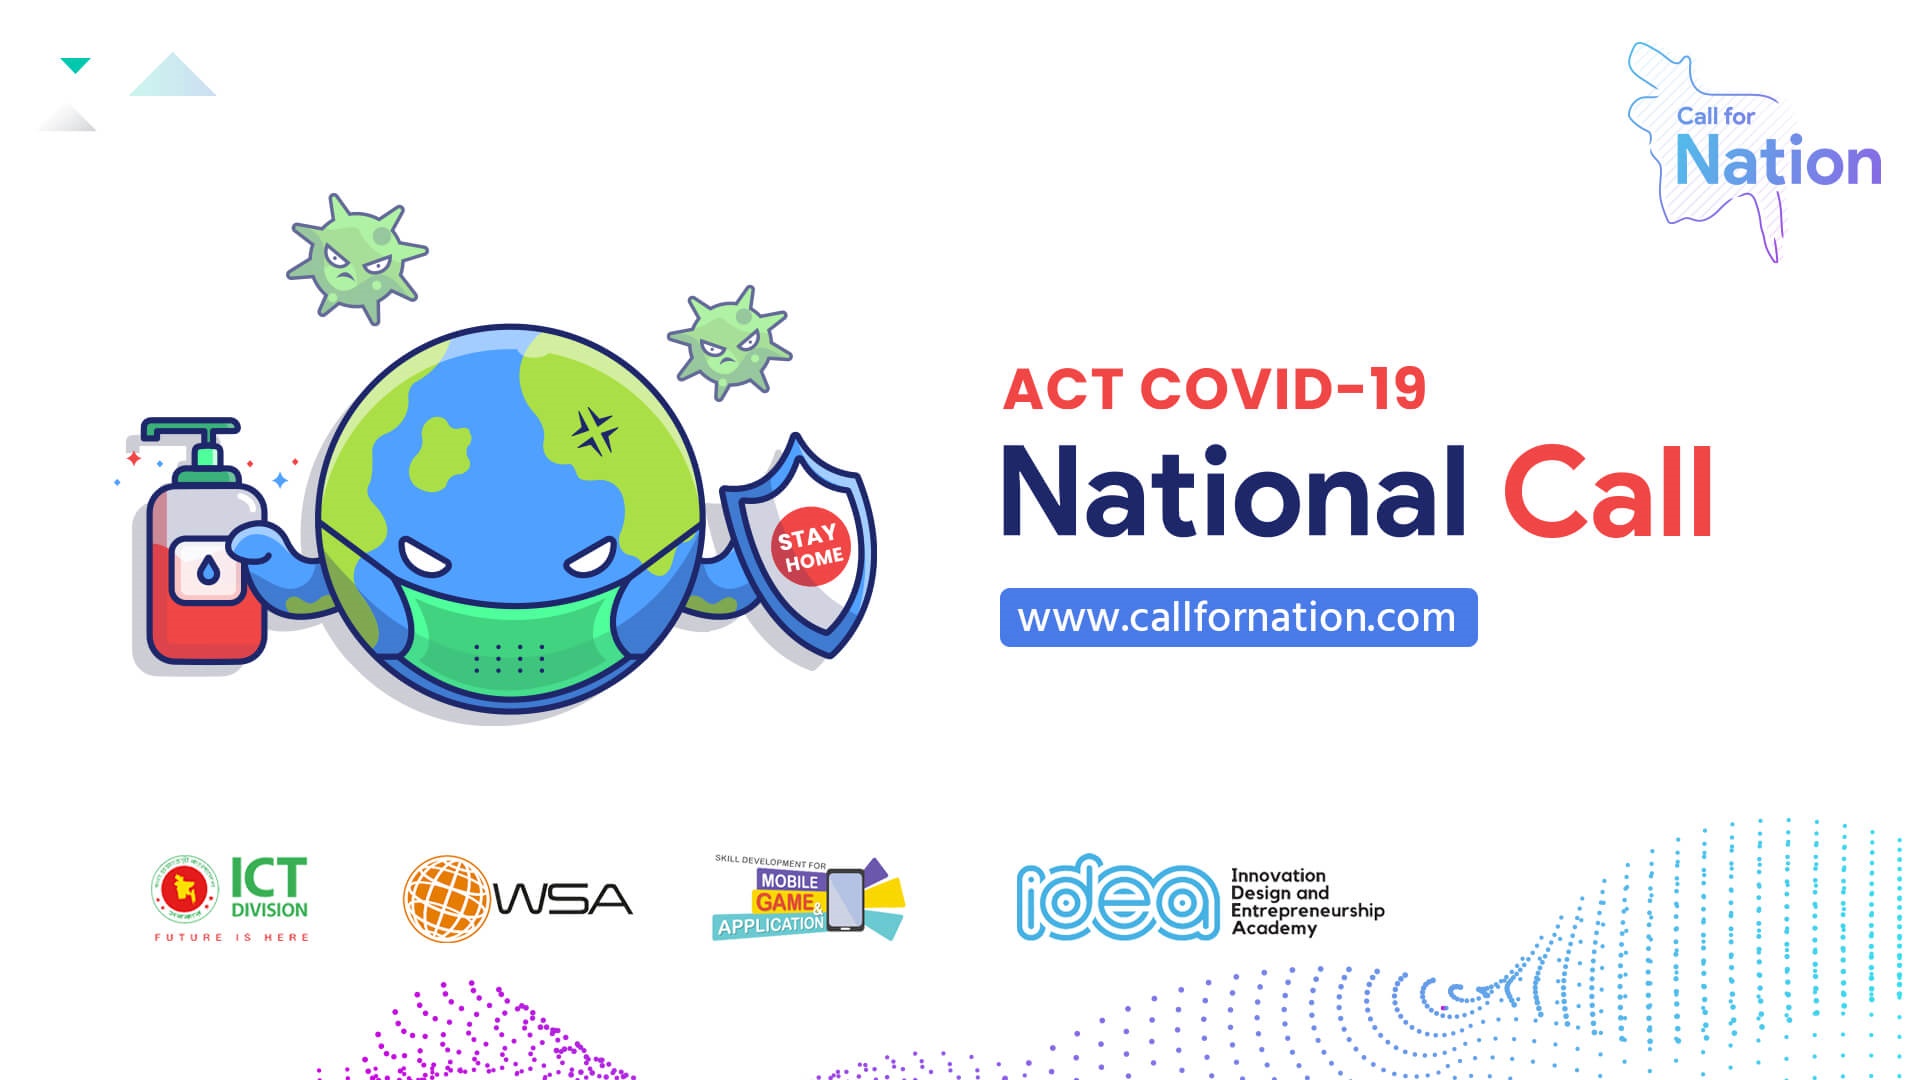 Call for
Nation
ACT COVID-19
National Call
www.callfornation.com
STAY
HOME
ICT
DIVISION
FUTURE IS HERE
WSA
SKILL DEVELOPMENT FOR
MOBILE
GAME &
APPLICATION
idea
Innovation
Design and
Entrepreneurship
Academy